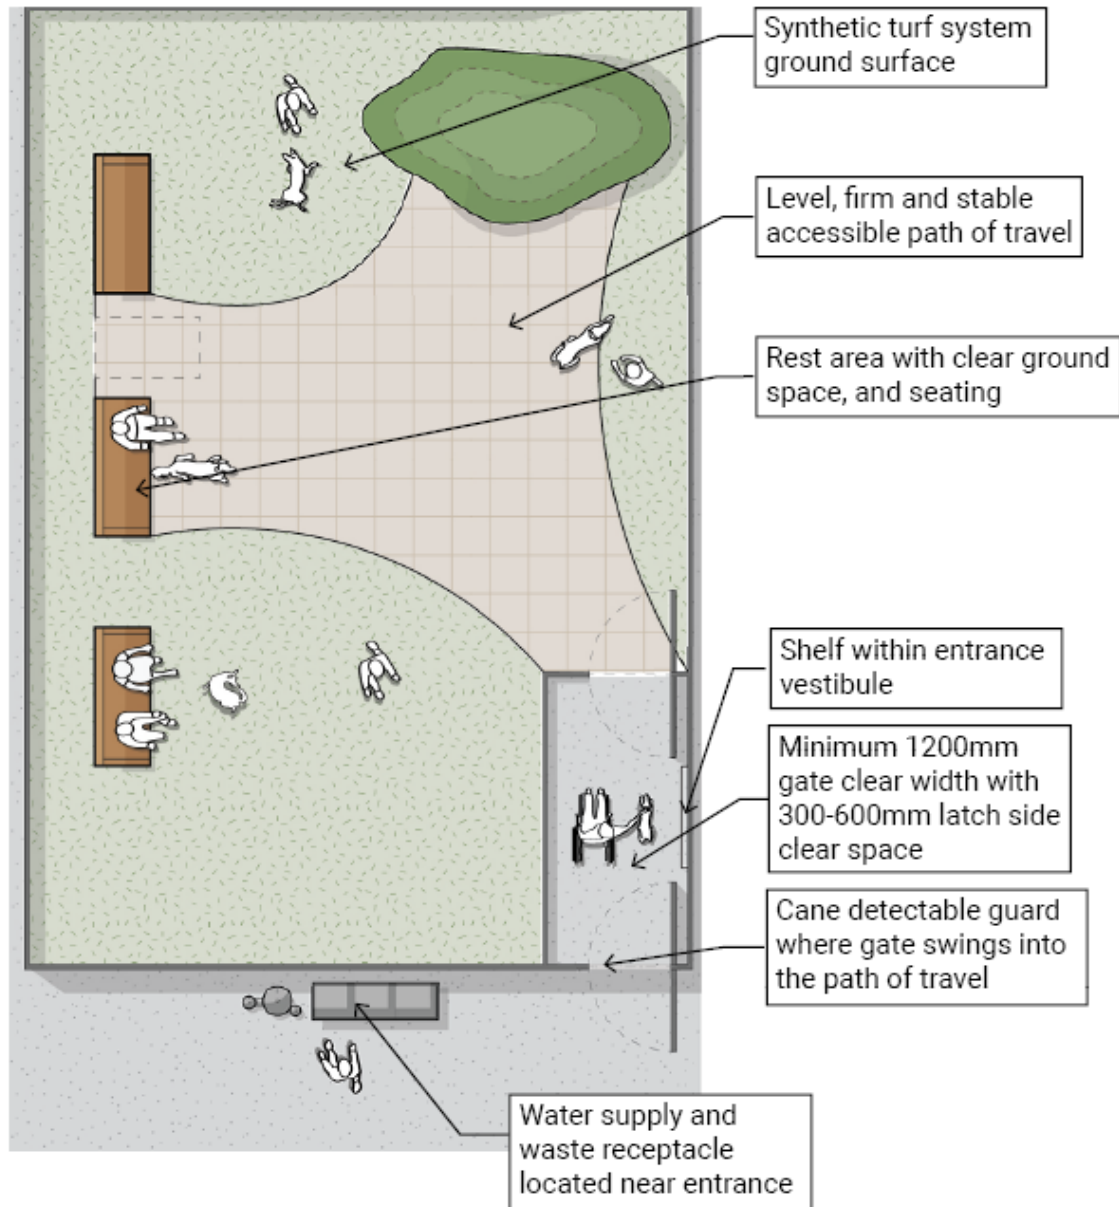 Synthetic turf system
ground surface
Level, firm and stable
accessible path of travel
Rest area with clear ground
space, and seating
Shelf within entrance
vestibule
Minimum 1200mm
gate clear width with
300-600mm latch side
clear space
Cane detectable guard
where gate swings into
the path of travel
Water supply and
waste receptacle
located near entrance